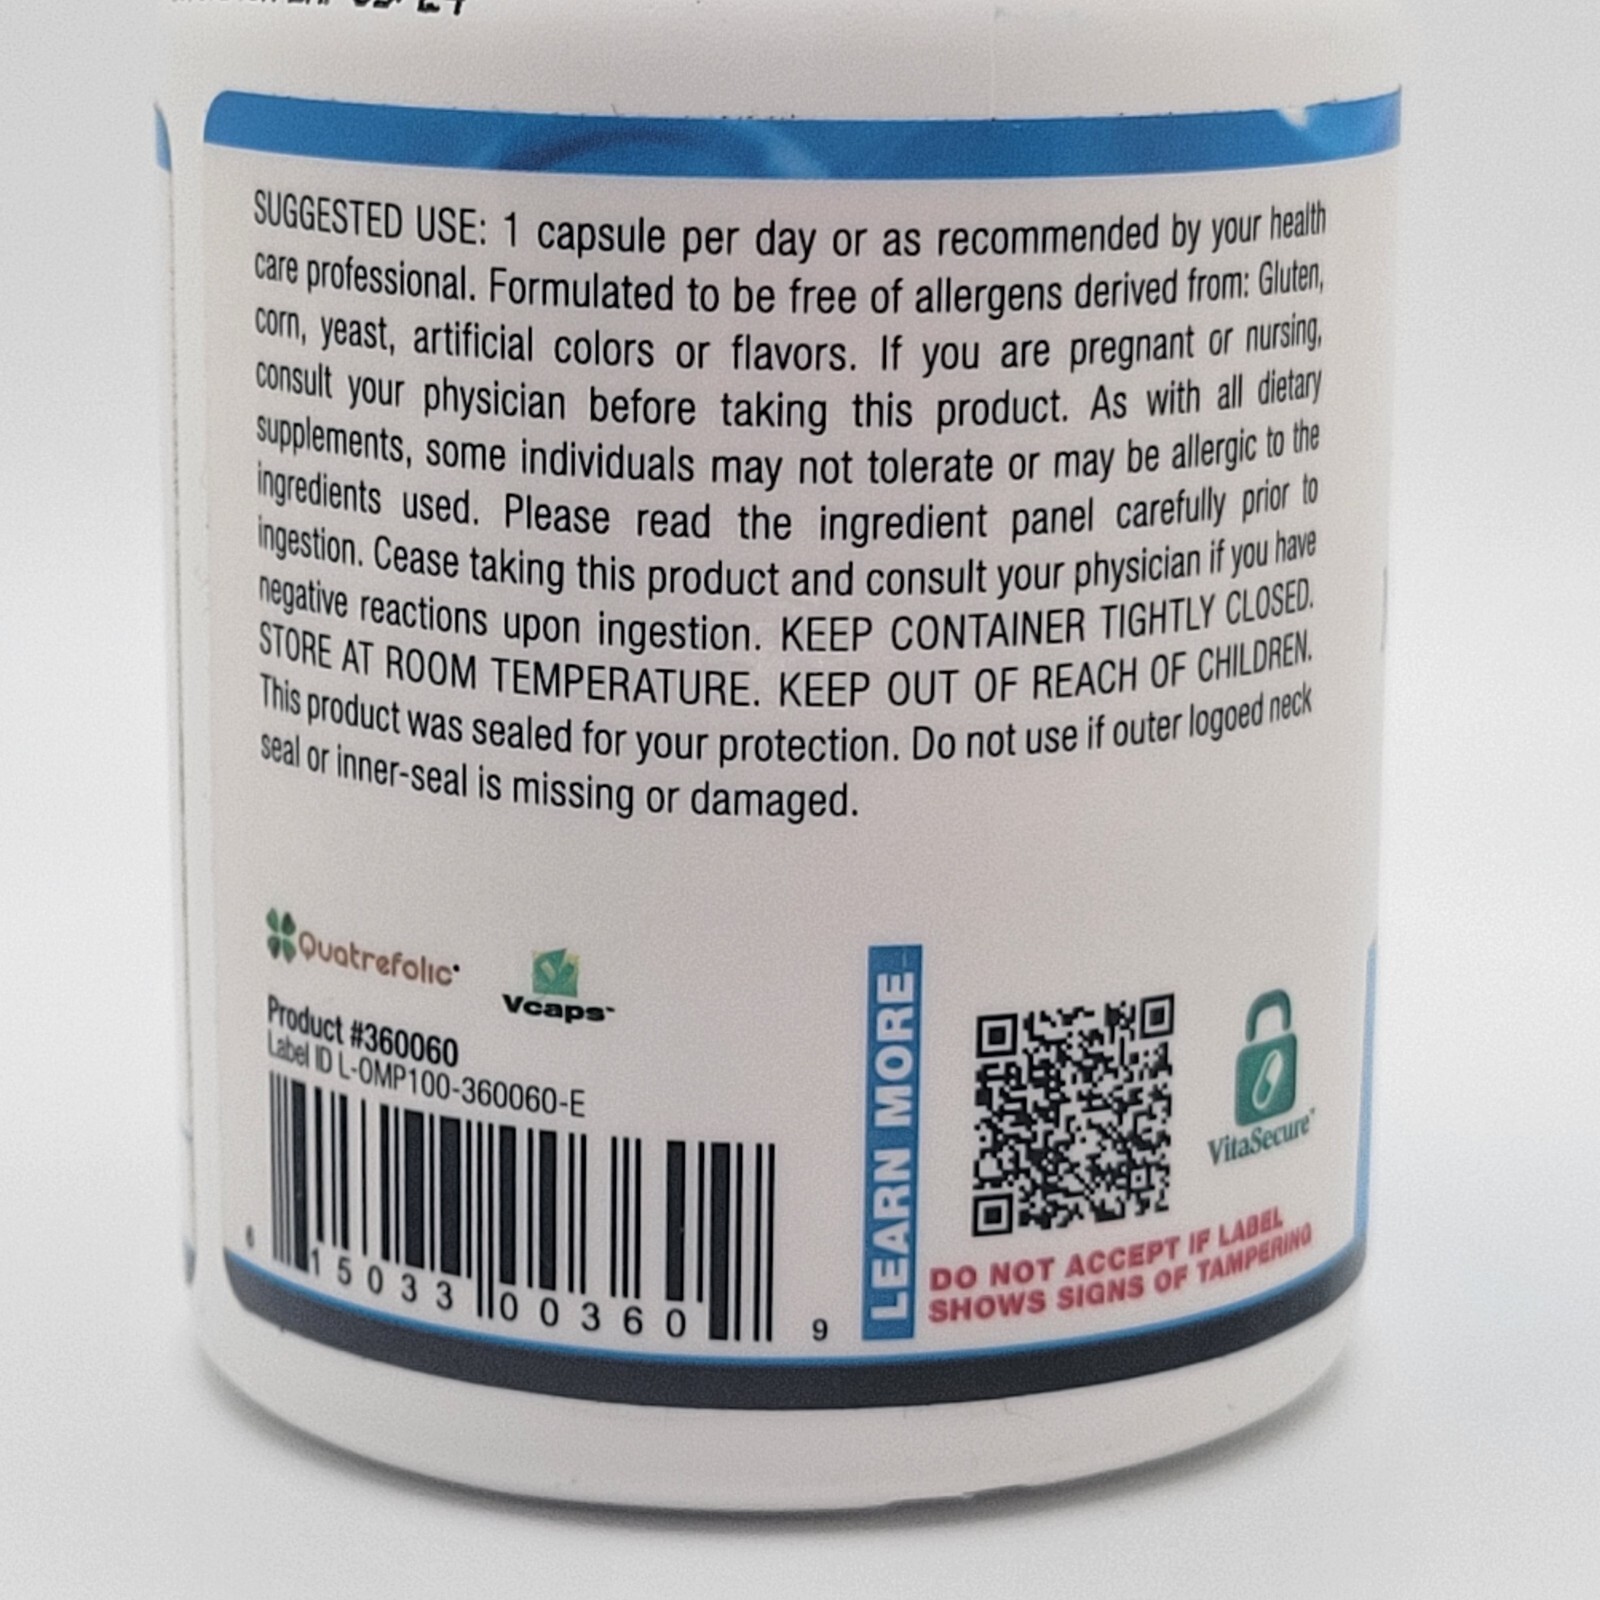 SUGGESTED USE: 1 capsule per day or as recommended by your health
care professional. Formulated to be free of allergens derived from: Gluten,
corn, yeast, artificial colors or flavors. If you are pregnant or nursing,
consult your physician before taking this product. As with all dietary
supplements, some individuals may not tolerate or may be allergic to the
ingredients used. Please read the ingredient panel carefully prior to
ingestion. Cease taking this product and consult your physician if you have
negative reactions upon ingestion. KEEP CONTAINER TIGHTLY CLOSED.
STORE AT ROOM TEMPERATURE. KEEP OUT OF REACH OF CHILDREN.
This product was sealed for your protection. Do not use if outer logoed neck
seal or inner-seal is missing or damaged.
Quatrefolic
Vcaps™
Product #360060
Label ID L-OMP100-360060-E
6 15033 00360 9
LEARN MORE
VitaSecure™
DO NOT ACCEPT IF LABEL
SHOWS SIGNS OF TAMPERING